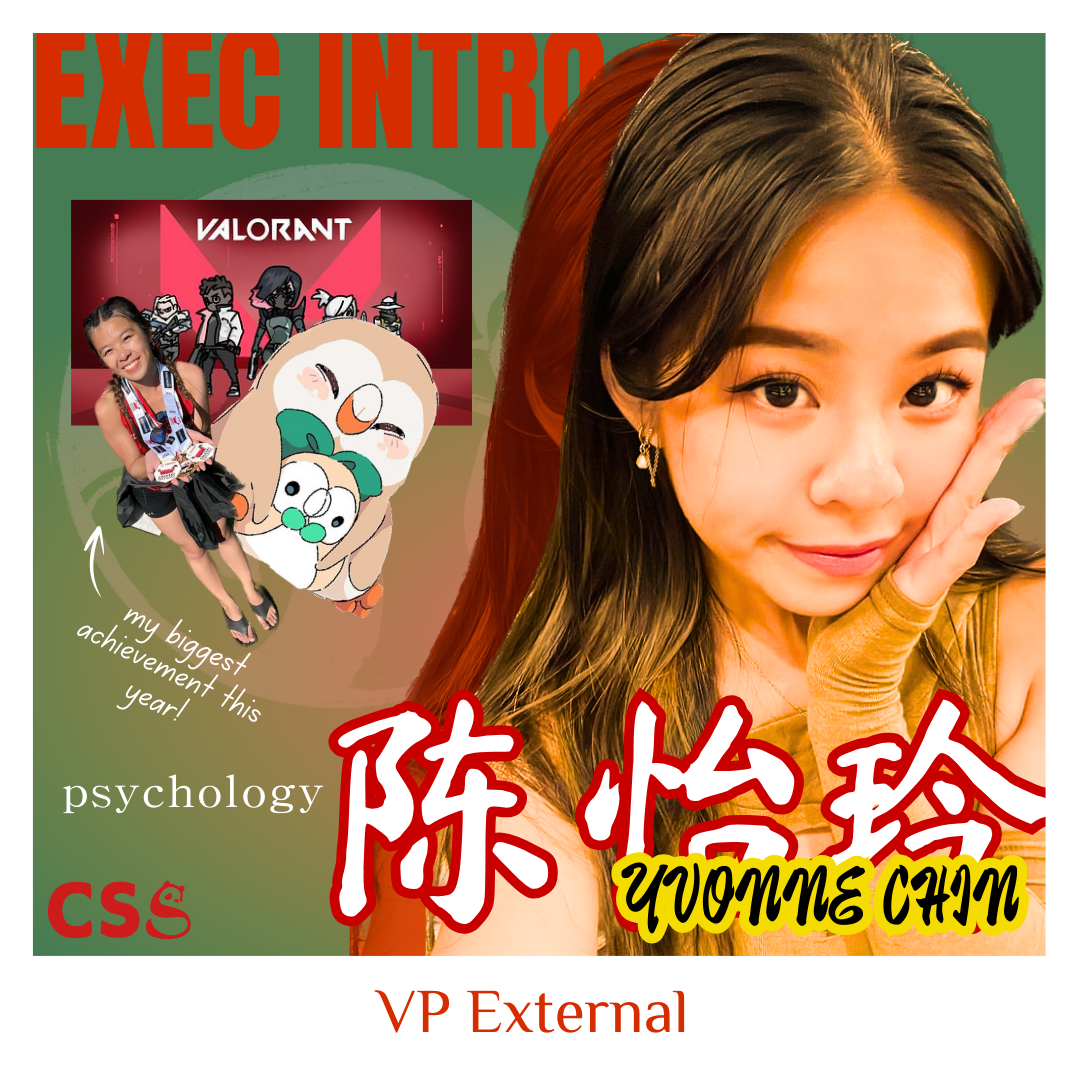 EXEC INTRO
VALORANT
my biggest
achievement this
year!
psychology
陈怡玲
YVONNE CHIN
CSS
VP External